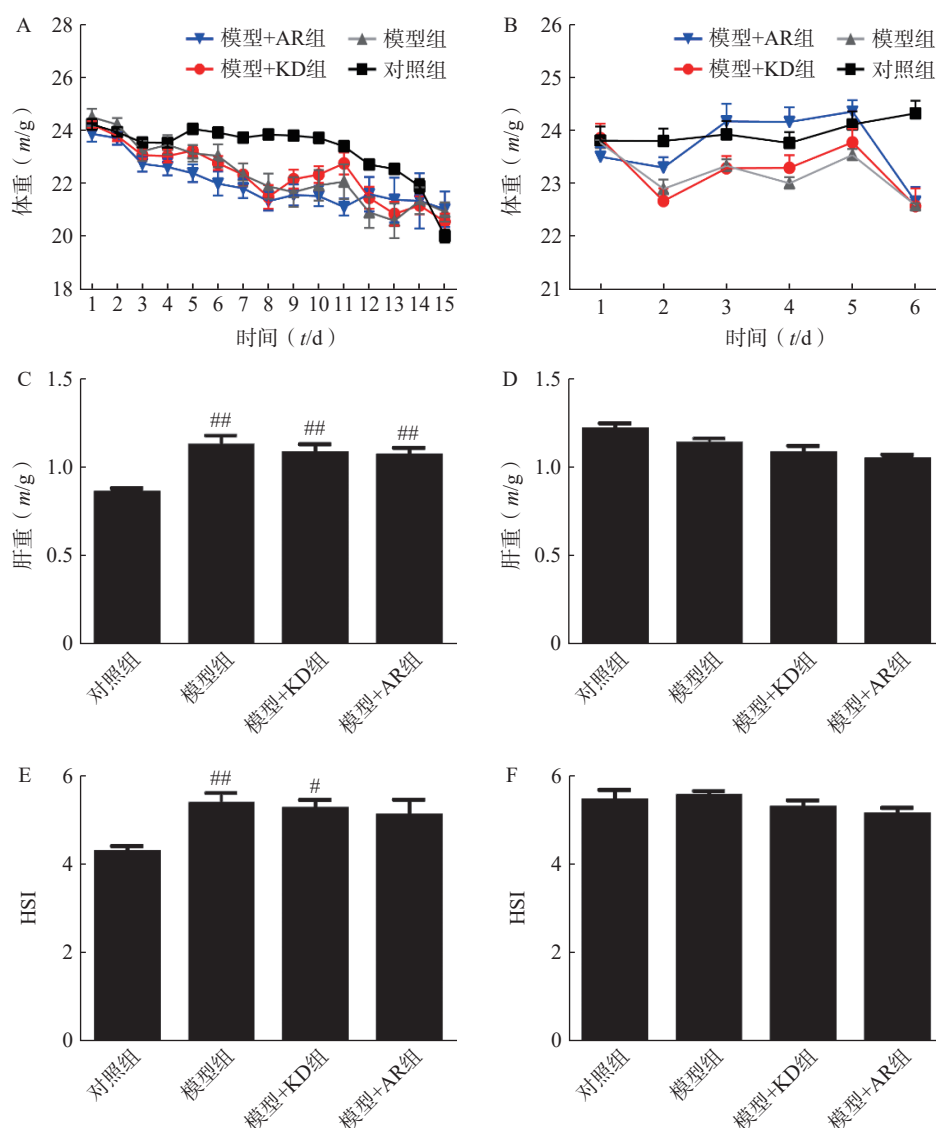 A
28
26
24
22
20
18
体重（m/g）
模型+AR组 模型组
模型+KD组 对照组
1 2 3 4 5 6 7 8 9 10 11 12 13 14 15
时间（t/d）
B
26
25
24
23
22
21
体重（m/g）
模型+AR组 模型组
模型+KD组 对照组
1 2 3 4 5 6
时间（t/d）
C
1.5
1.0
0.5
0
肝重（m/g）
## ## ##
对照组 模型组 模型+KD组 模型+AR组
D
1.5
1.0
0.5
0
肝重（m/g）
对照组 模型组 模型+KD组 模型+AR组
E
6
4
2
0
HSI
## #
对照组 模型组 模型+KD组 模型+AR组
F
6
4
2
0
HSI
对照组 模型组 模型+KD组 模型+AR组